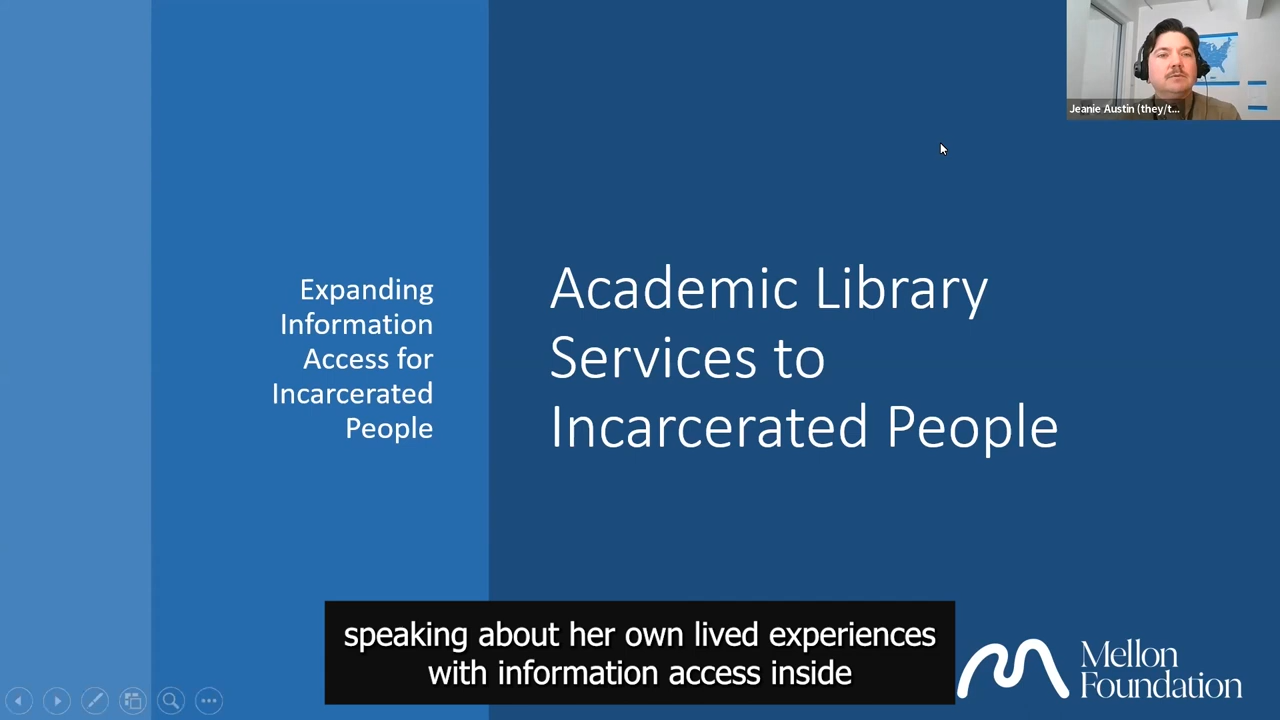 Jeanie Austin (they/t...
Expanding
Information
Access for
Incarcerated
People
Academic Library
Services to
Incarcerated People
speaking about her own lived experiences
with information access inside
Mellon
Foundation